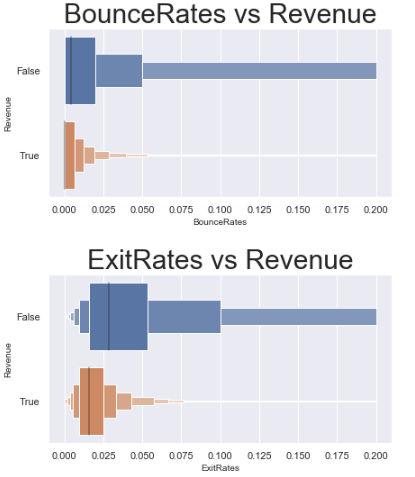 BounceRates vs Revenue
False
Revenue
True
0.000 0.025 0.050 0.075 0.100 0.125 0.150 0.175 0.200
BounceRates
ExitRates vs Revenue
False
Revenue
True
0.000 0.025 0.050 0.075 0.100 0.125 0.150 0.175 0.200
ExitRates